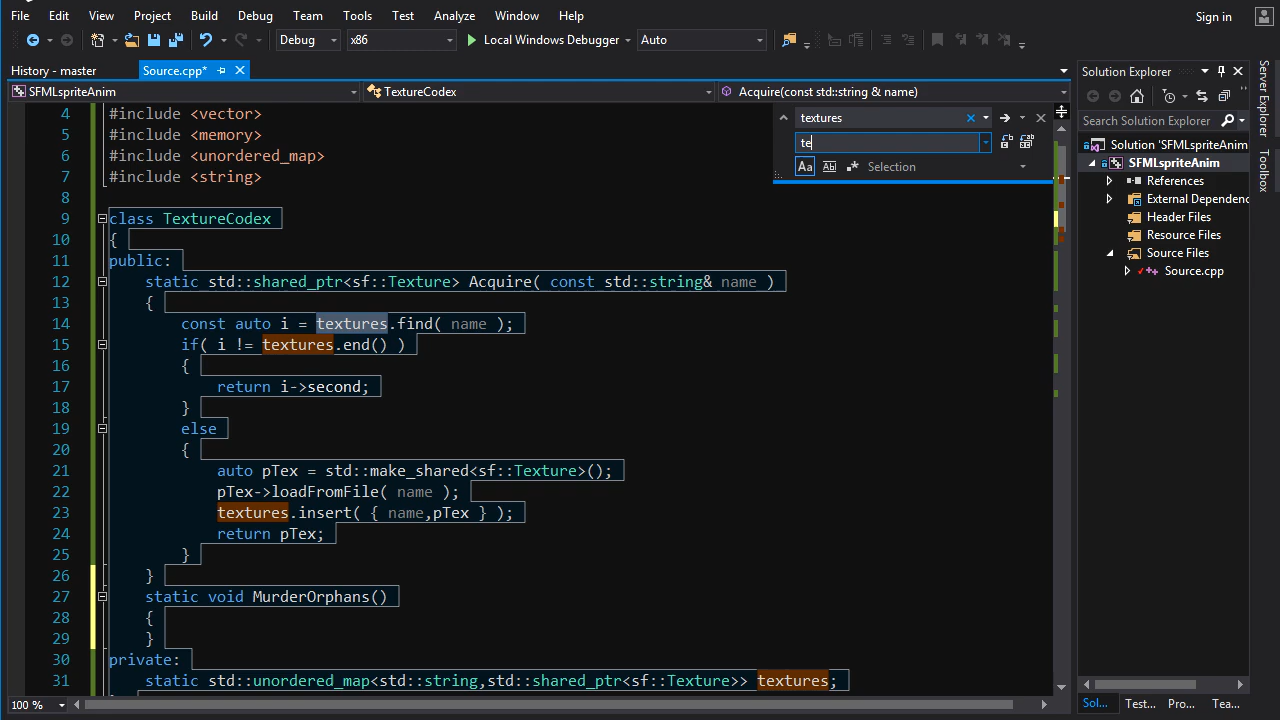 File Edit View Project Build Debug Team Tools Test Analyze Window Help Sign in
Debug x86 Local Windows Debugger Auto
History - master Source.cpp* Solution Explorer
SFMLspriteAnim TextureCodex Acquire(const std::string & name)
Search Solution Explorer
textures
te
Aa Ab Selection
Solution 'SFMLspriteAnim
SFMLspriteAnim
References
External Dependenc
Header Files
Resource Files
Source Files
Source.cpp
Server Explorer
Toolbox
4 #include <vector>
5 #include <memory>
6 #include <unordered_map>
7 #include <string>
8
9 class TextureCodex
10 {
11 public:
12 static std::shared_ptr<sf::Texture> Acquire( const std::string& name )
13 {
14 const auto i = textures.find( name );
15 if( i != textures.end() )
16 {
17 return i->second;
18 }
19 else
20 {
21 auto pTex = std::make_shared<sf::Texture>();
22 pTex->loadFromFile( name );
23 textures.insert( { name,pTex } );
24 return pTex;
25 }
26 }
27 static void MurderOrphans()
28 {
29 }
30 private:
31 static std::unordered_map<std::string,std::shared_ptr<sf::Texture>> textures;
100 %
Sol... Test... Pro... Tea...